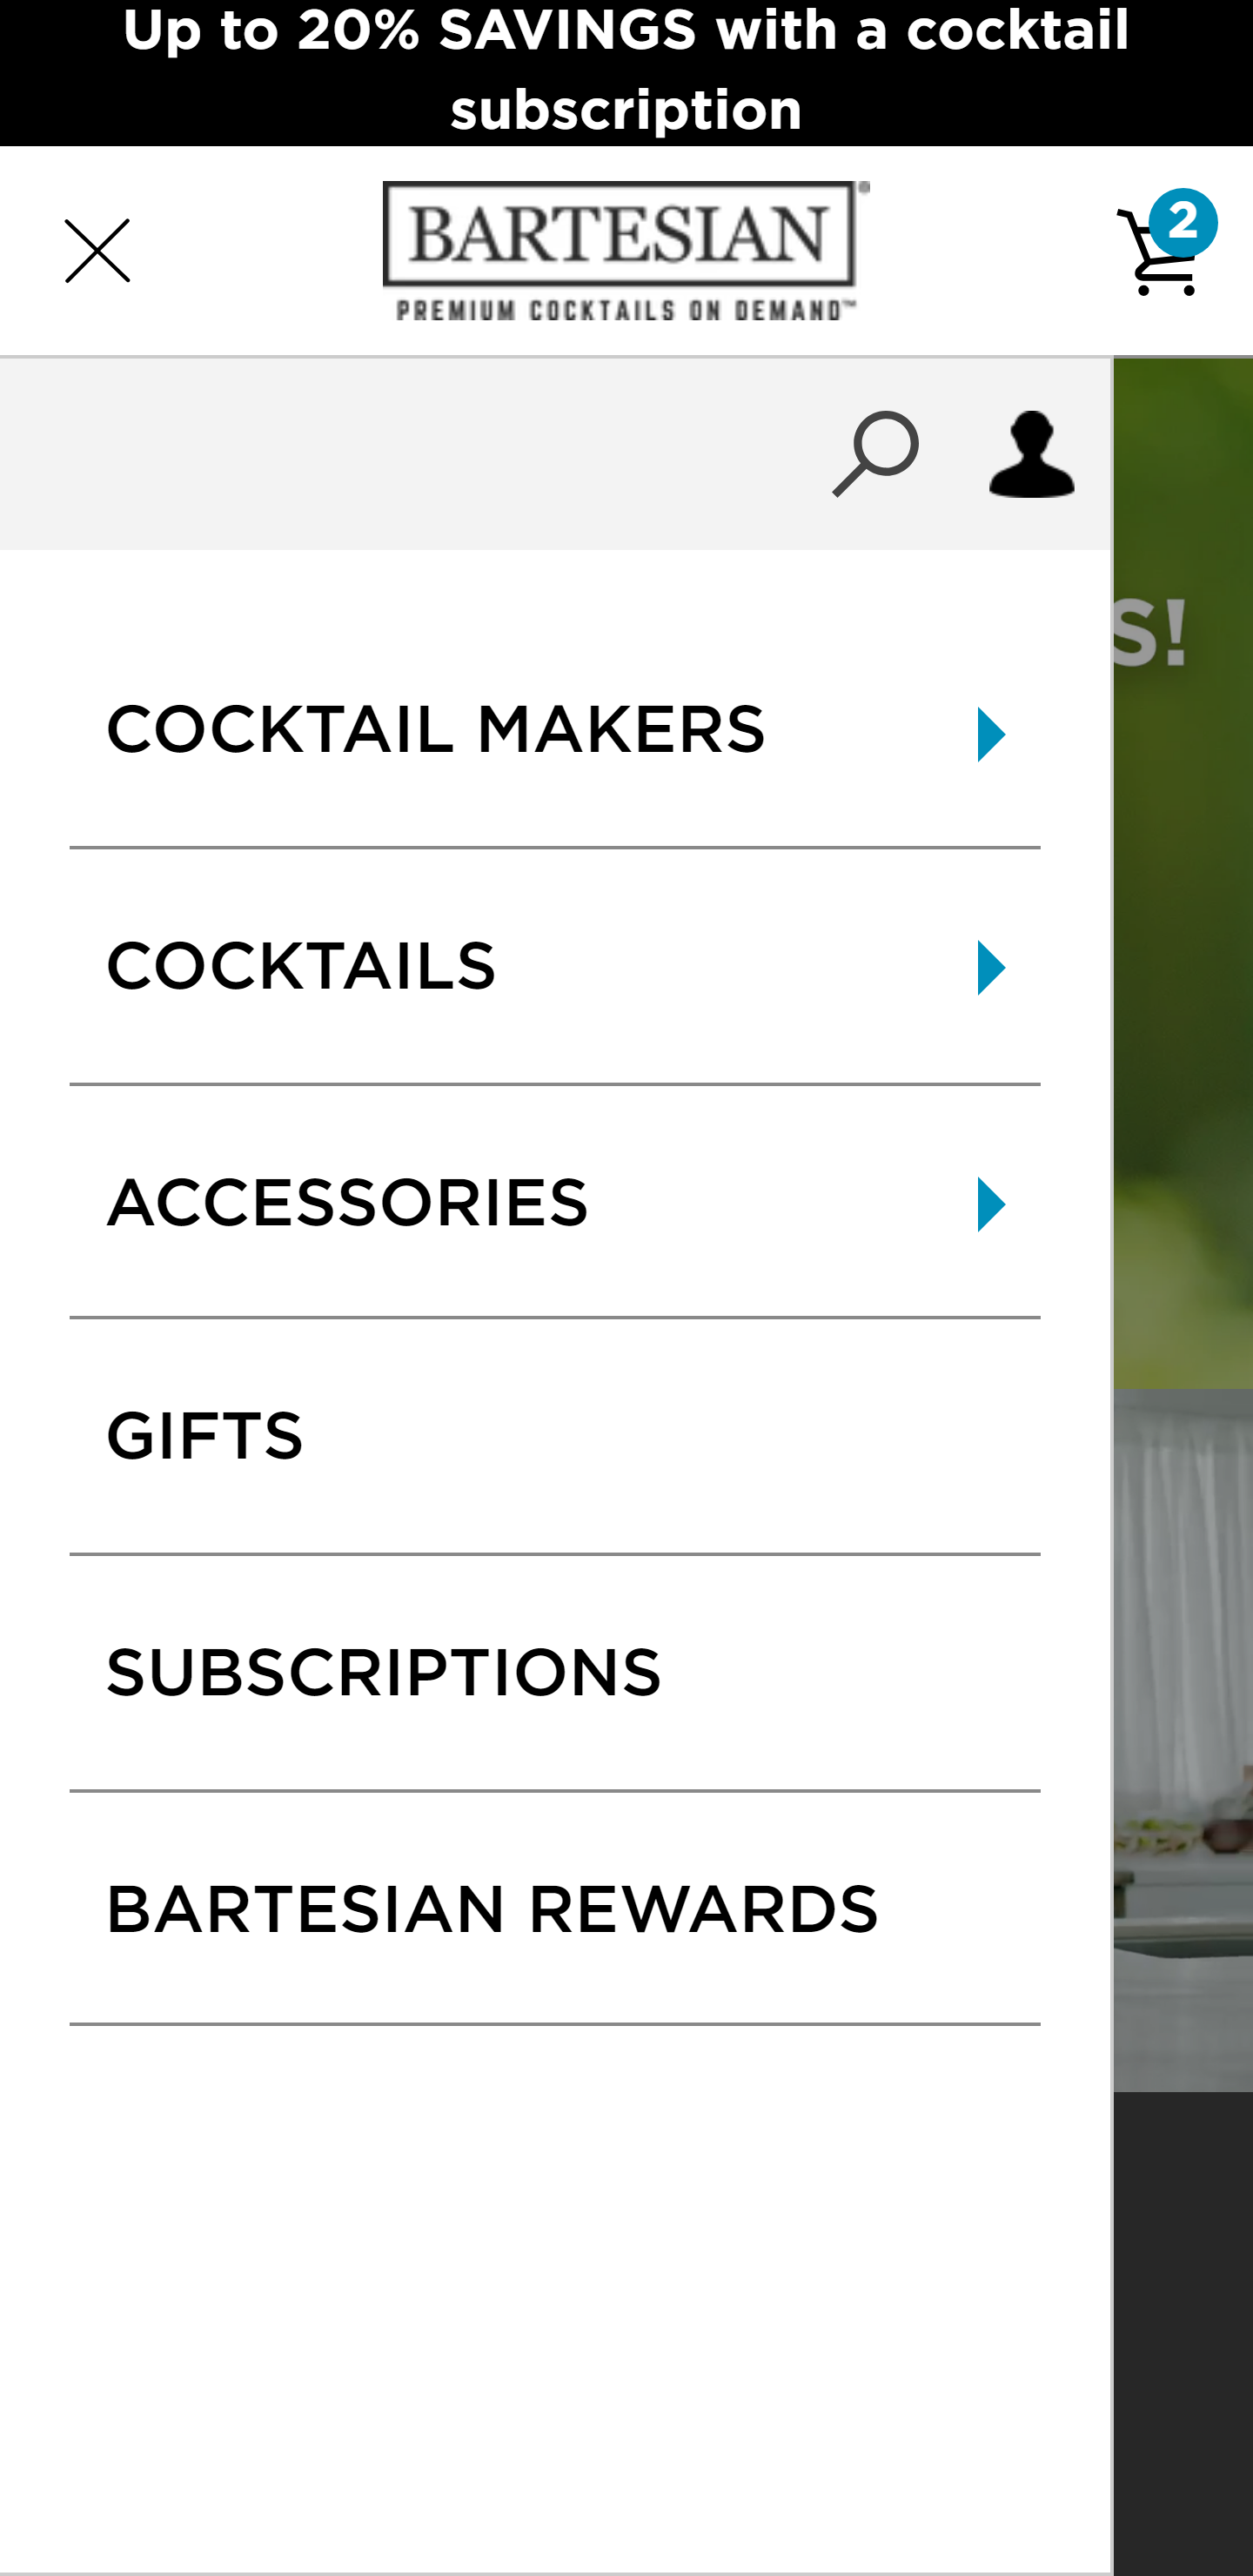 Up to 20% SAVINGS with a cocktail
subscription
BARTESIAN®
PREMIUM COCKTAILS ON DEMAND™
2
S!
COCKTAIL MAKERS
COCKTAILS
ACCESSORIES
GIFTS
SUBSCRIPTIONS
BARTESIAN REWARDS